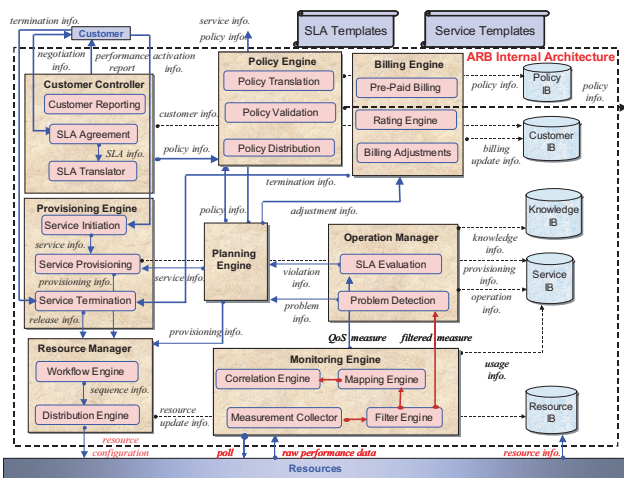 termination info.
Customer
service info.
policy info.
SLA Templates
Service Templates
negotiation
info.
performance
report
activation
info.
ARB Internal Architecture
Customer Controller
Customer Reporting
SLA Agreement
SLA info.
SLA Translator
customer info.
policy info.
Policy Engine
Policy Translation
Policy Validation
Policy Distribution
Billing Engine
Pre-Paid Billing
Rating Engine
Billing Adjustments
policy info.
Policy
IB
policy
info.
Customer
IB
billing
update info.
termination info.
Provisioning Engine
Service Initiation
service info.
Service Provisioning
provisioning info.
Service Termination
release info.
policy info.
adjustment info.
Planning
Engine
service info.
provisioning info.
Operation Manager
SLA Evaluation
Problem Detection
violation
info.
problem
info.
Knowledge
IB
knowledge
info.
provisioning
info.
Service
IB
operation
info.
QoS measure
filtered measure
usage
info.
Resource Manager
Workflow Engine
sequence info.
Distribution Engine
resource
update info.
Monitoring Engine
Correlation Engine
Mapping Engine
Measurement Collector
Filter Engine
Resource
IB
resource
configuration
poll
raw performance data
resource info.
Resources